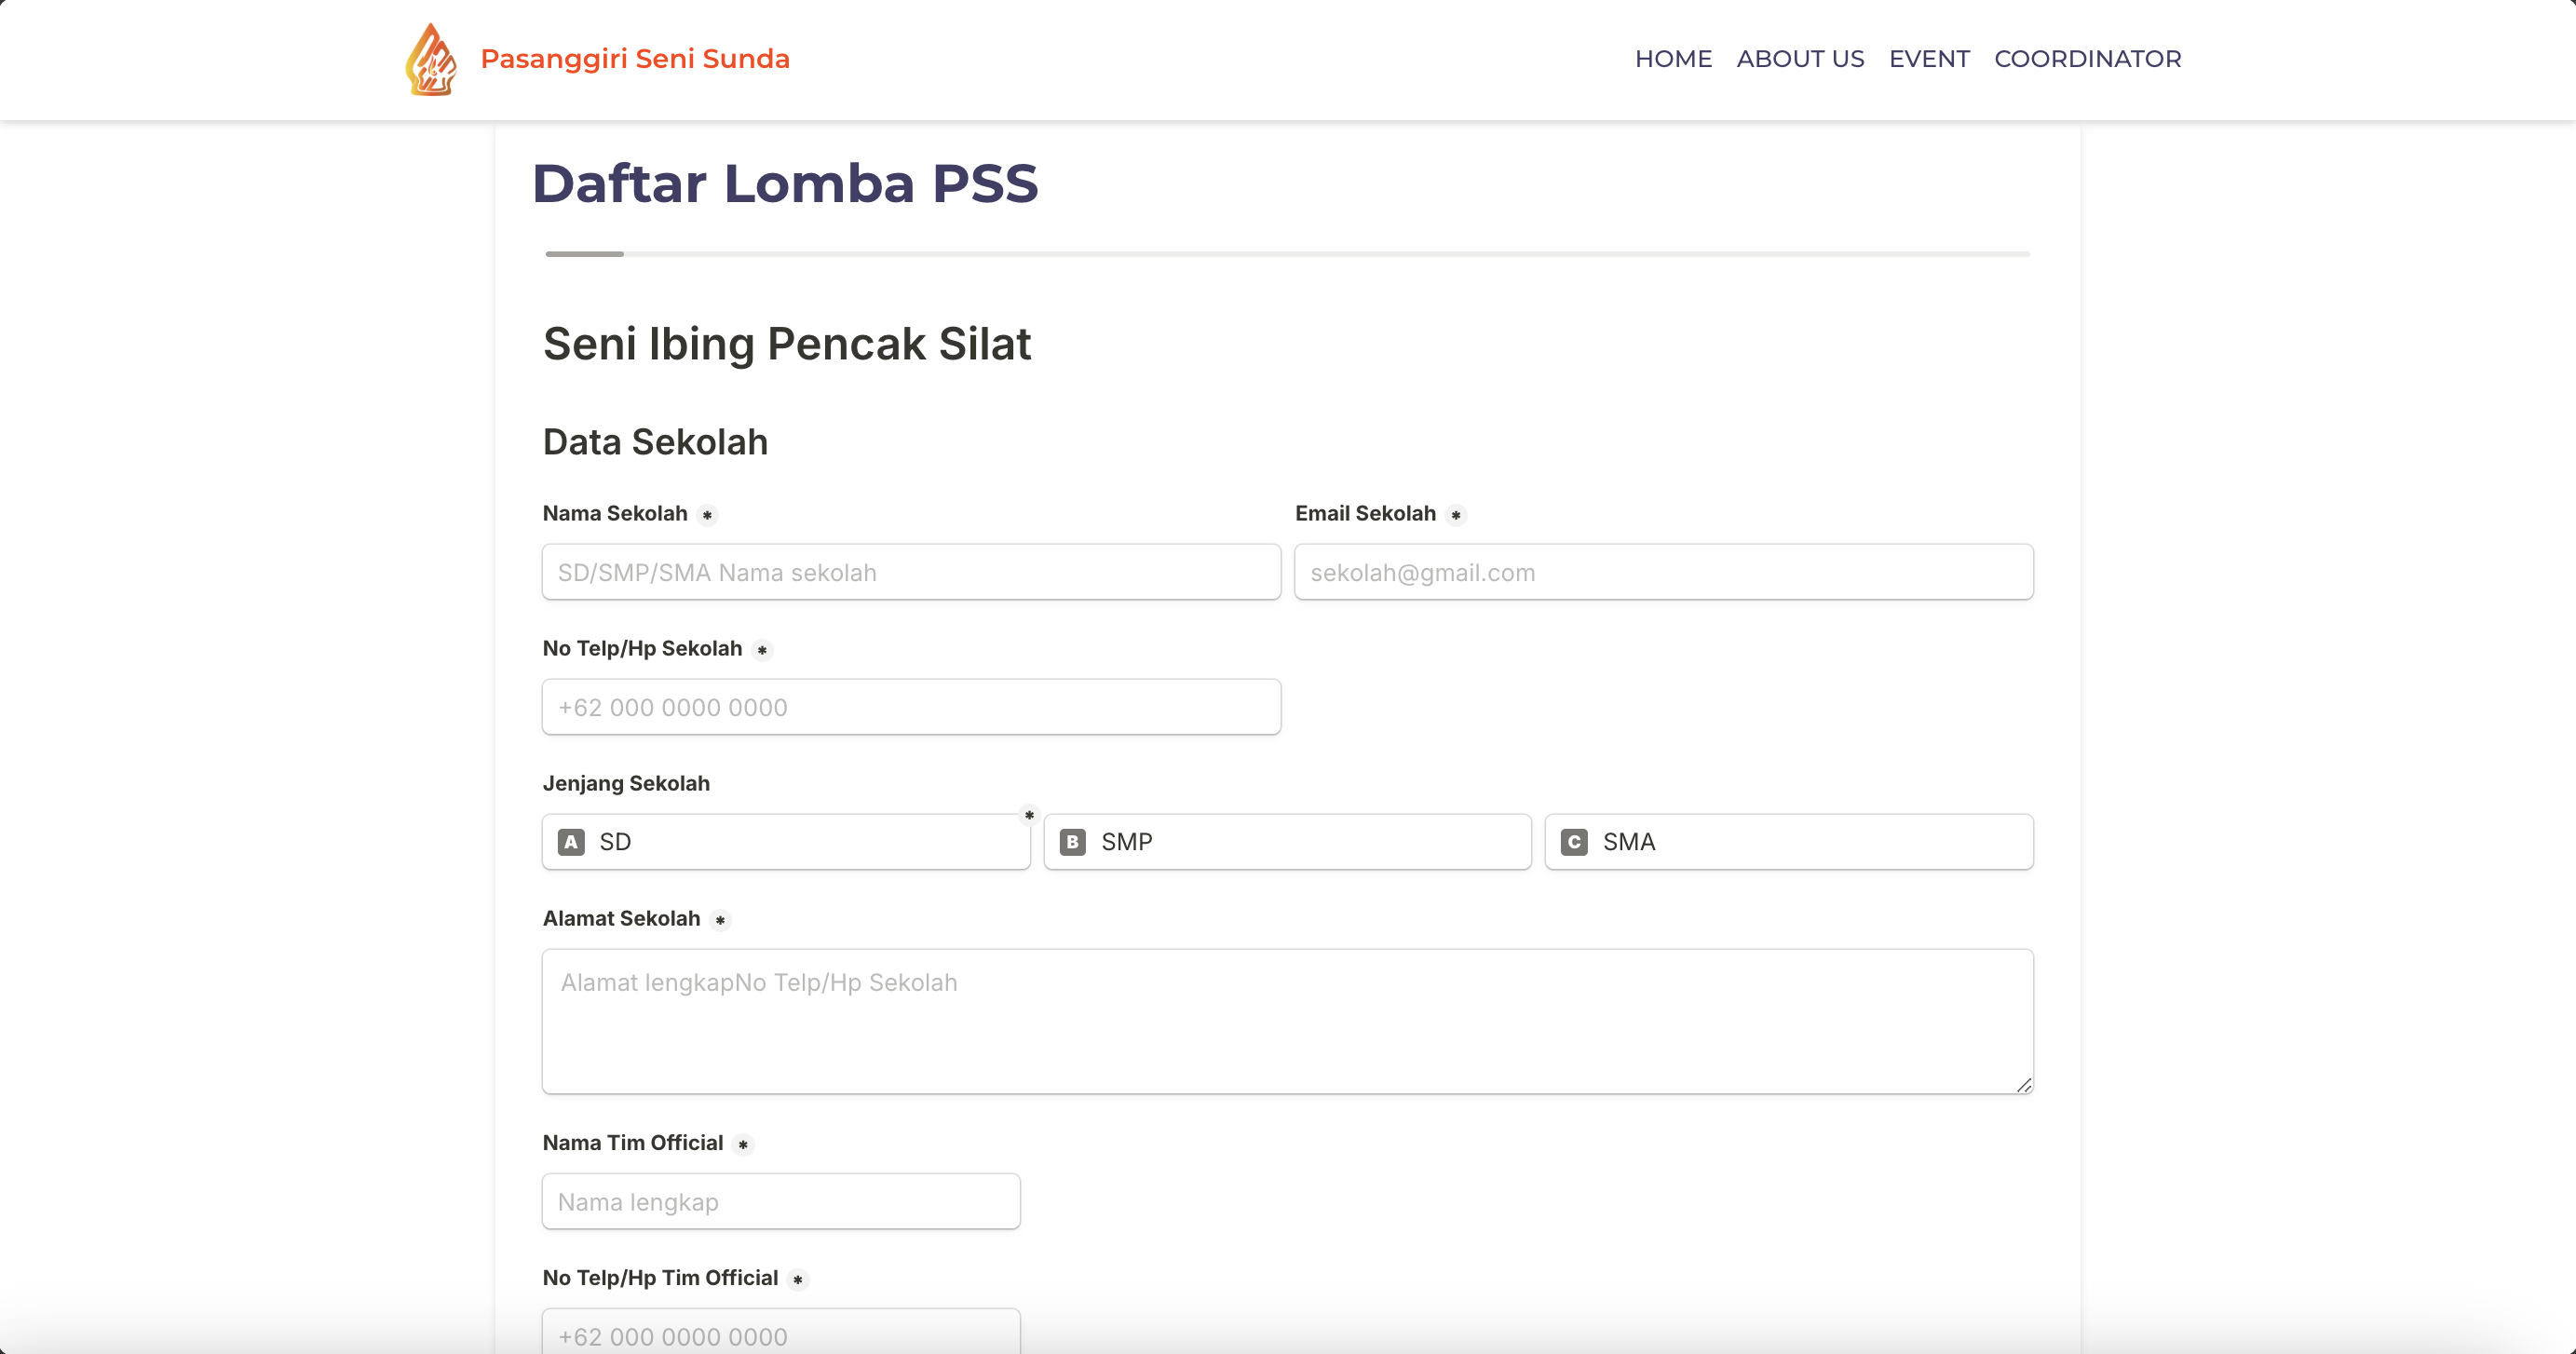 Pasanggiri Seni Sunda
HOME ABOUT US EVENT COORDINATOR
Daftar Lomba PSS
Seni Ibing Pencak Silat
Data Sekolah
Nama Sekolah * Email Sekolah *
SD/SMP/SMA Nama sekolah sekolah@gmail.com
No Telp/Hp Sekolah *
+62 000 0000 0000
Jenjang Sekolah
*
A SD B SMP C SMA
Alamat Sekolah *
Alamat lengkapNo Telp/Hp Sekolah
Nama Tim Official *
Nama lengkap
No Telp/Hp Tim Official *
+62 000 0000 0000